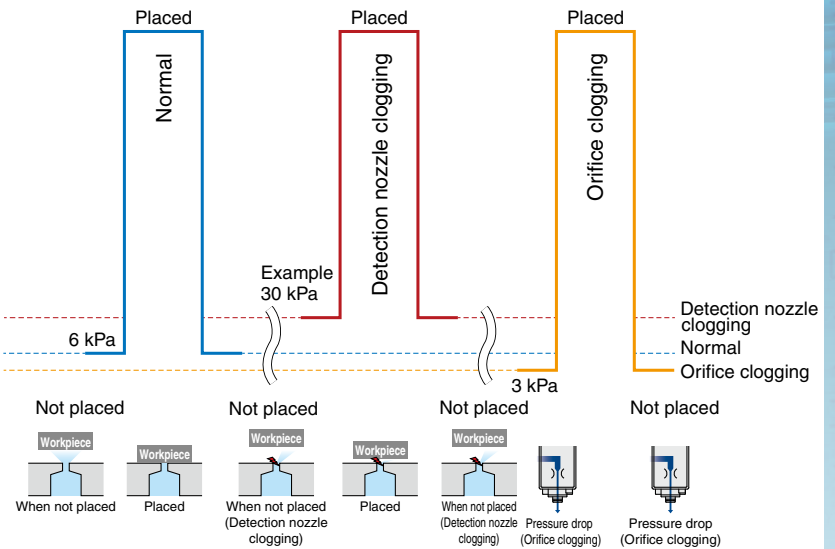 Placed
Placed
Placed
Normal
Detection nozzle clogging
Orifice clogging
Example
30 kPa
6 kPa
3 kPa
Detection nozzle
clogging
Normal
Orifice clogging
Not placed
Not placed
Not placed
Not placed
Workpiece
When not placed
Workpiece
Placed
Workpiece
When not placed
(Detection nozzle
clogging)
Workpiece
Placed
Workpiece
When not placed
(Detection nozzle
clogging)
Pressure drop
(Orifice clogging)
Pressure drop
(Orifice clogging)